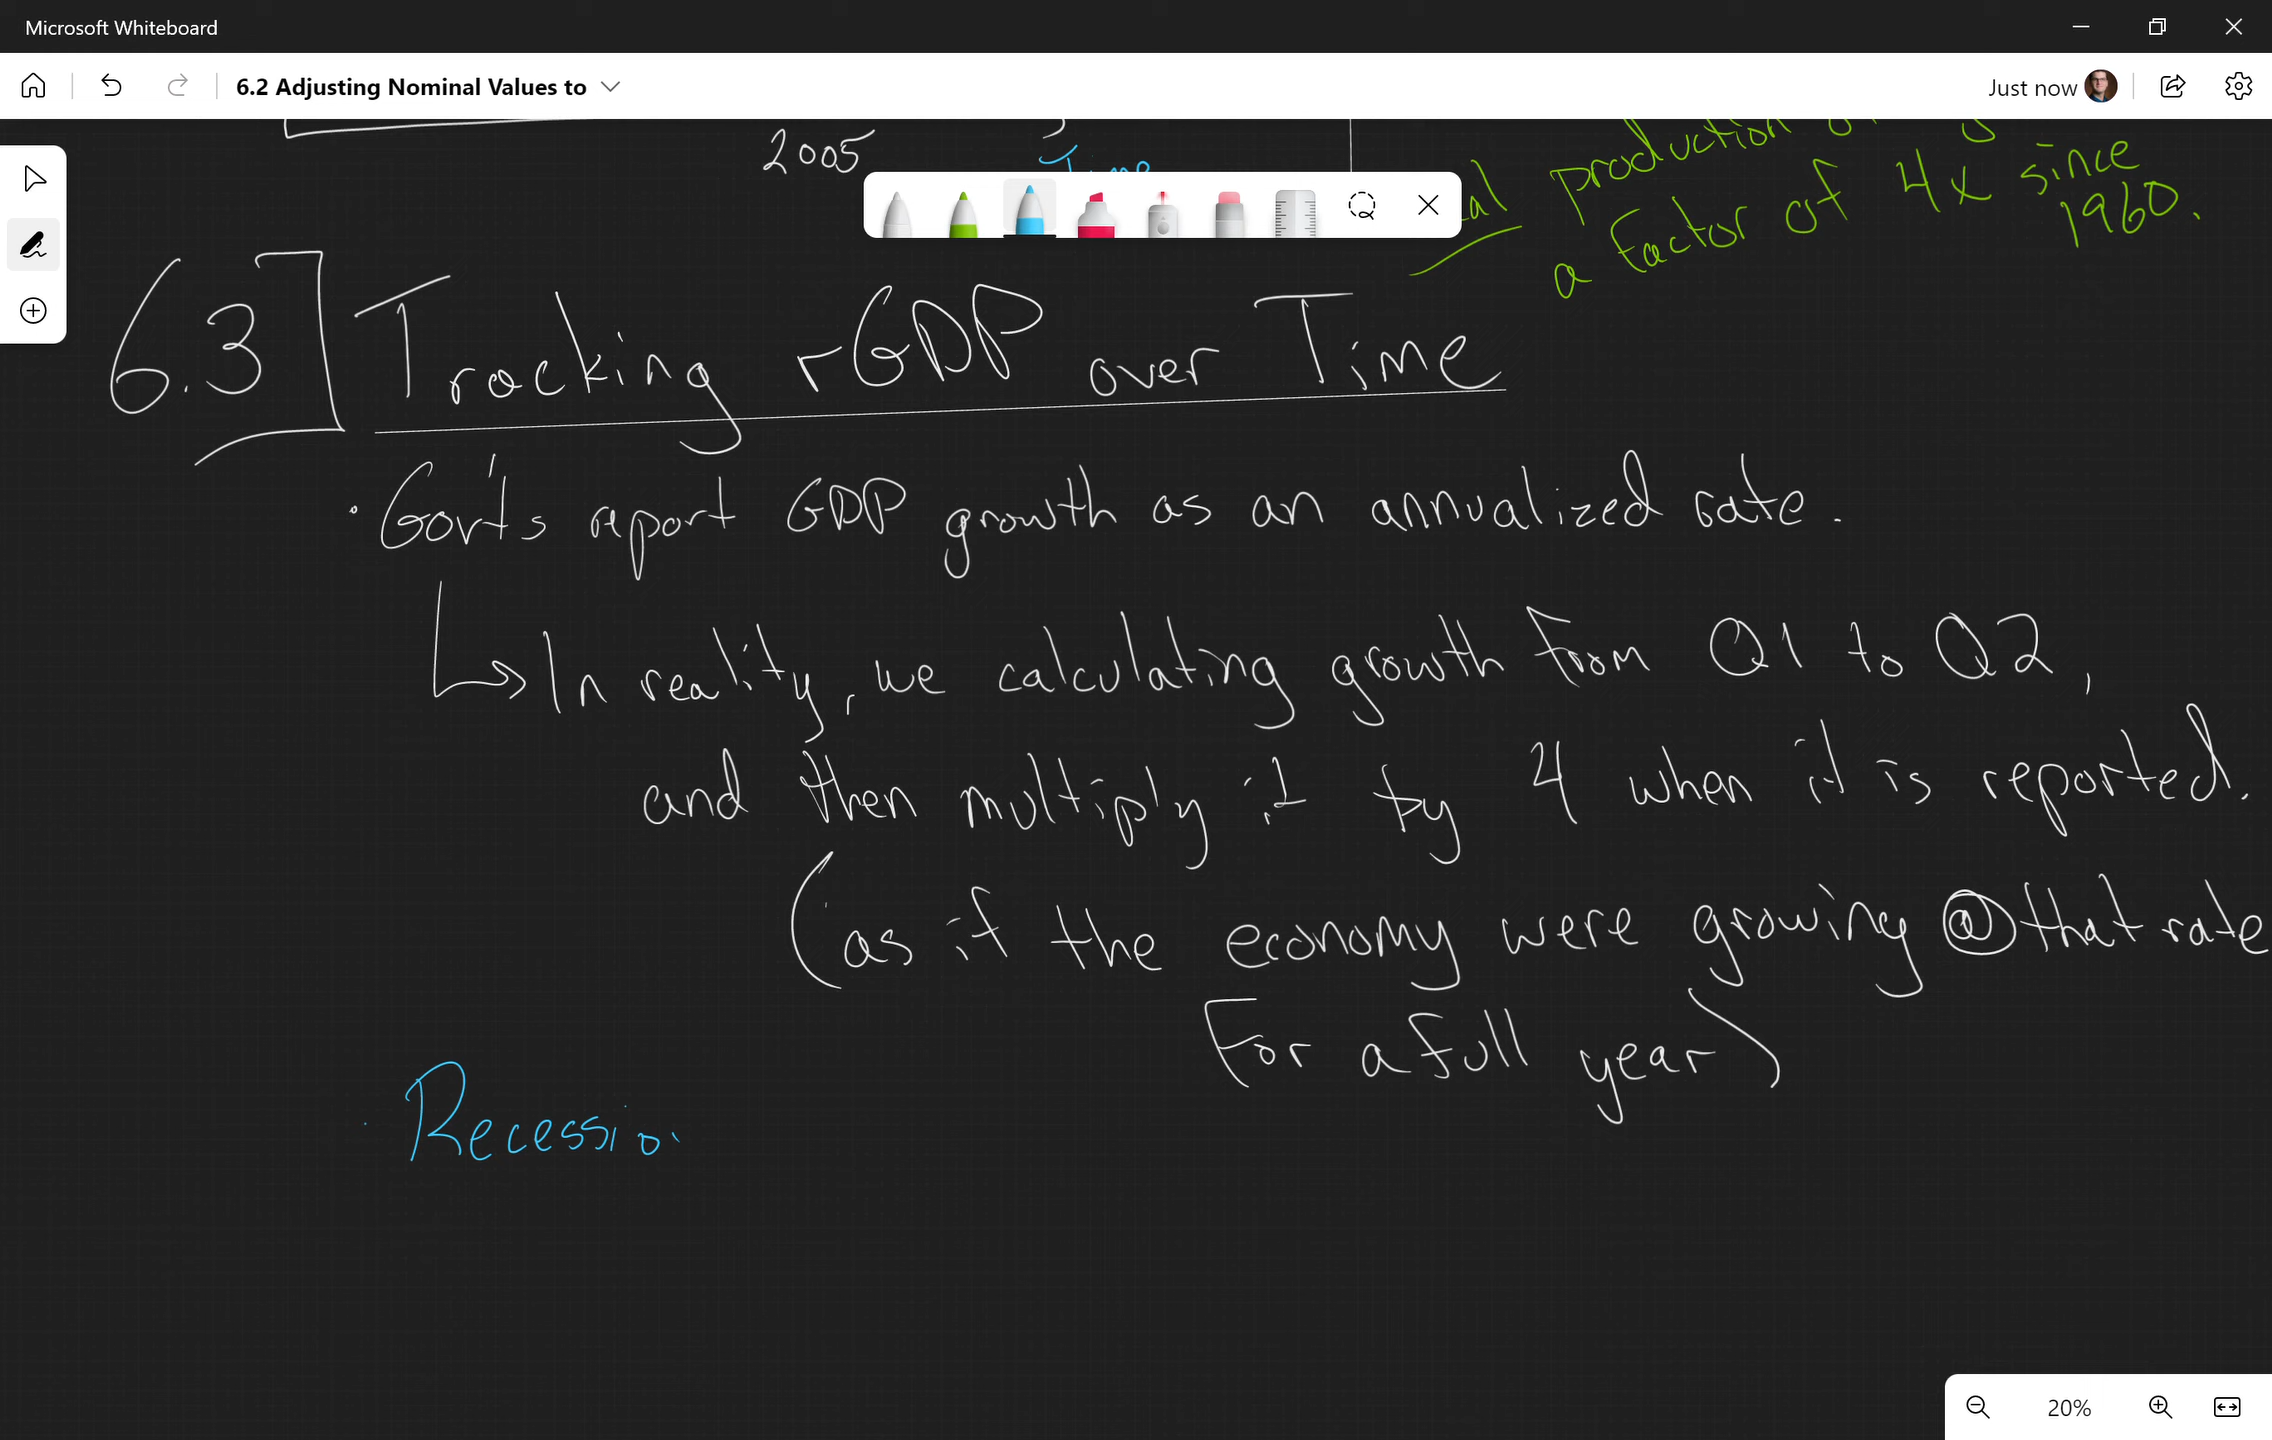 Microsoft Whiteboard
6.2 Adjusting Nominal Values to
Just now
2005
production
a factor of 4x since
1960.
6.3] Tracking rGDP over Time
· Gov't's report GDP growth as an annualized rate.
↳ In reality, we calculating growth from Q1 to Q2,
and then multiply it by 4 when it is reported.
(as if the economy were growing @ that rate
For a full year)
· Recessio
20%